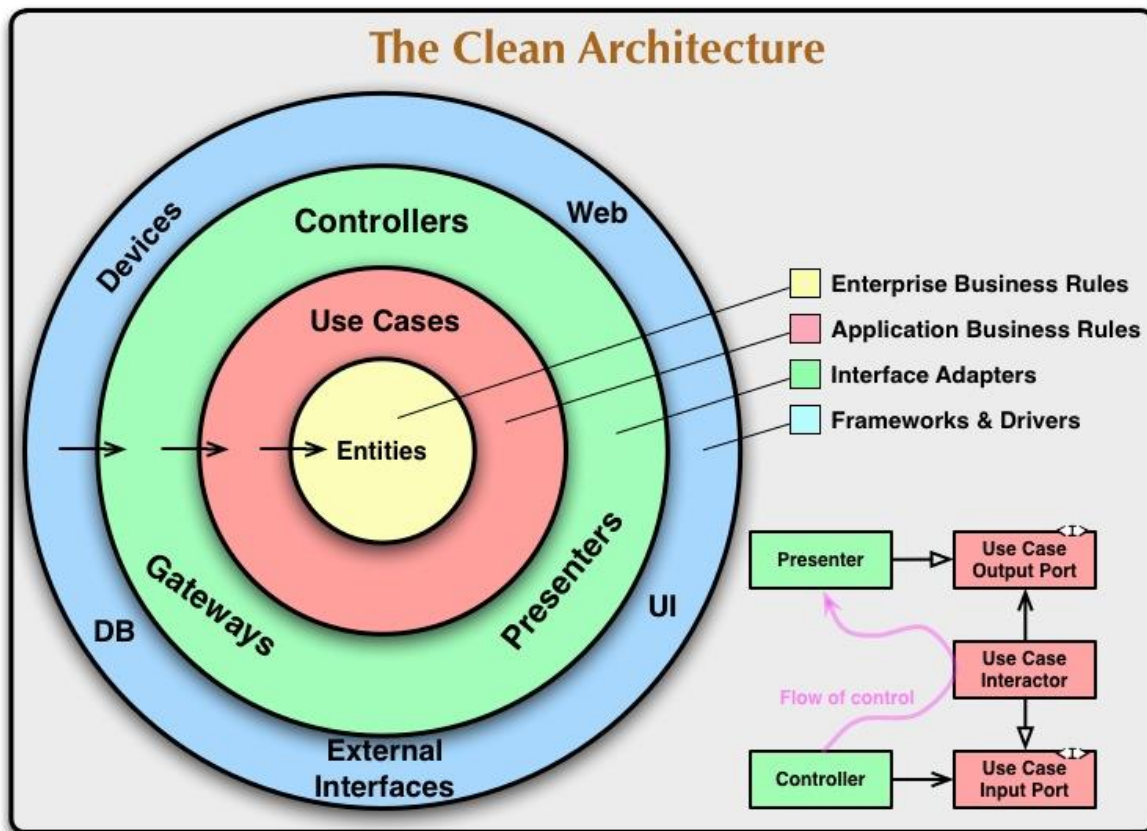 The Clean Architecture
Devices
Controllers
Web
Use Cases
Entities
Gateways
Presenters
DB
UI
External
Interfaces
Enterprise Business Rules
Application Business Rules
Interface Adapters
Frameworks & Drivers
Presenter
<I>
Use Case
Output Port
Use Case
Interactor
Flow of control
Controller
<I>
Use Case
Input Port